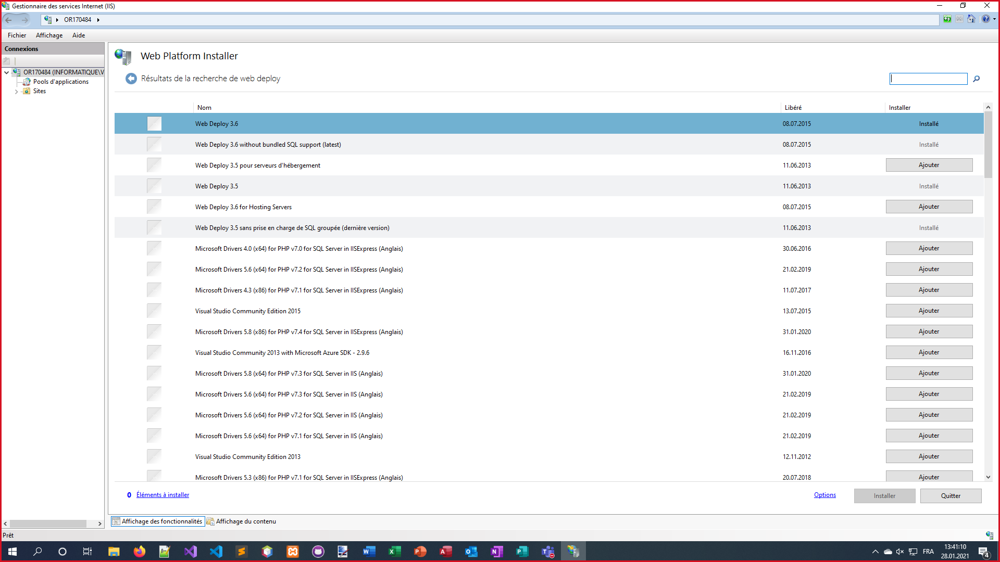 Gestionnaire des services Internet (IIS)
OR170484
Fichier Affichage Aide
Connexions
OR170484 (INFORMATIQUE\V
Pools d'applications
Sites
Web Platform Installer
Résultats de la recherche de web deploy
Nom Libéré Installer
Web Deploy 3.6 08.07.2015 Installé
Web Deploy 3.6 without bundled SQL support (latest) 08.07.2015 Installé
Web Deploy 3.5 pour serveurs d'hébergement 11.06.2013 Ajouter
Web Deploy 3.5 11.06.2013 Installé
Web Deploy 3.6 for Hosting Servers 08.07.2015 Ajouter
Web Deploy 3.5 sans prise en charge de SQL groupée (dernière version) 11.06.2013 Installé
Microsoft Drivers 4.0 (x64) for PHP v7.0 for SQL Server in IISExpress (Anglais) 30.06.2016 Ajouter
Microsoft Drivers 5.6 (x64) for PHP v7.2 for SQL Server in IISExpress (Anglais) 21.02.2019 Ajouter
Microsoft Drivers 4.3 (x86) for PHP v7.1 for SQL Server in IISExpress (Anglais) 11.07.2017 Ajouter
Visual Studio Community Edition 2015 13.07.2015 Ajouter
Microsoft Drivers 5.8 (x86) for PHP v7.4 for SQL Server in IISExpress (Anglais) 31.01.2020 Ajouter
Visual Studio Community 2013 with Microsoft Azure SDK - 2.9.6 16.11.2016 Ajouter
Microsoft Drivers 5.8 (x64) for PHP v7.3 for SQL Server in IIS (Anglais) 31.01.2020 Ajouter
Microsoft Drivers 5.6 (x64) for PHP v7.3 for SQL Server in IIS (Anglais) 21.02.2019 Ajouter
Microsoft Drivers 5.6 (x64) for PHP v7.2 for SQL Server in IIS (Anglais) 21.02.2019 Ajouter
Microsoft Drivers 5.6 (x64) for PHP v7.1 for SQL Server in IIS (Anglais) 21.02.2019 Ajouter
Visual Studio Community Edition 2013 12.11.2012 Ajouter
Microsoft Drivers 5.3 (x86) for PHP v7.1 for SQL Server in IISExpress (Anglais) 20.07.2018 Ajouter
0 Éléments à installer Options Installer Quitter
Affichage des fonctionnalités Affichage du contenu
Prêt
FRA
13:41:10
28.01.2021
4